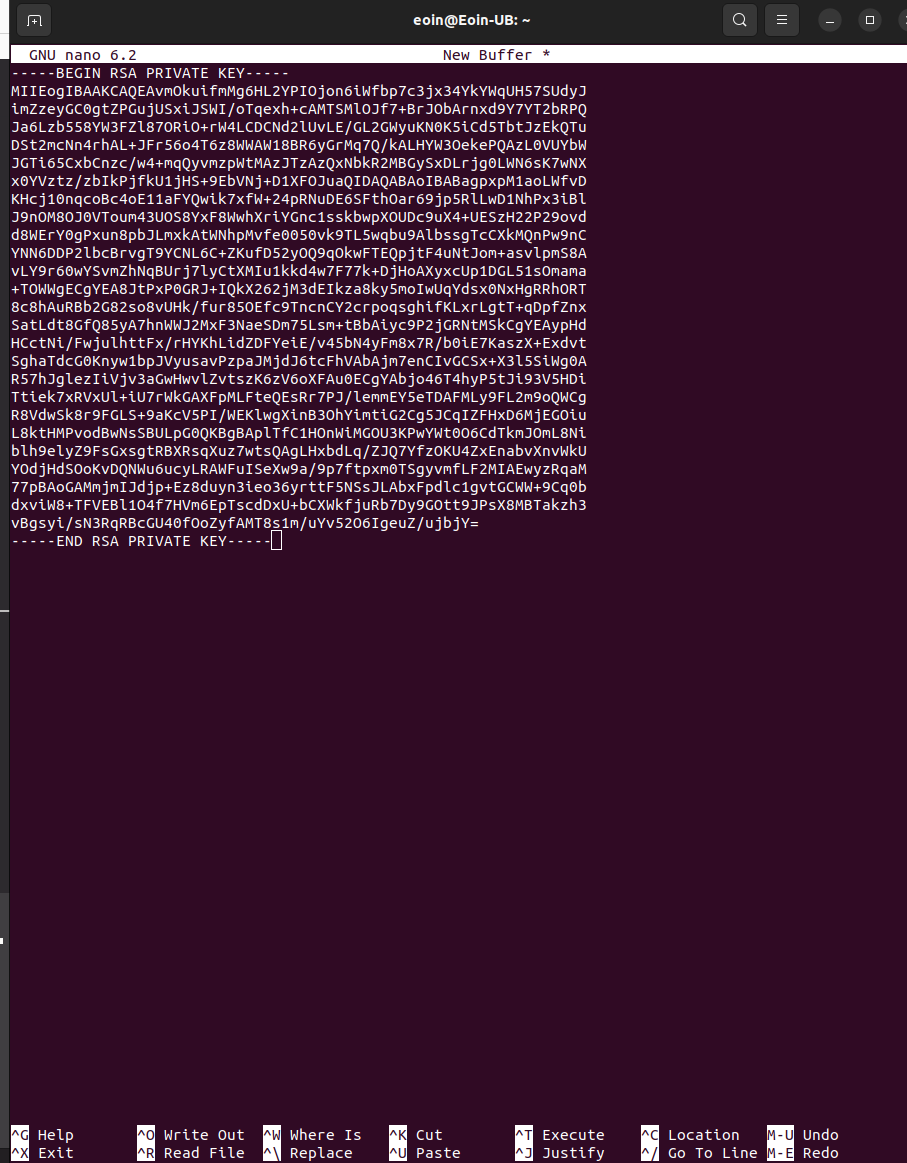 eoin@Eoin-UB: ~
GNU nano 6.2 New Buffer *
-----BEGIN RSA PRIVATE KEY-----
MIIEogIBAAKCAQEAvmOkuifmMg6HL2YPIOjon6iWfbp7c3jx34YkYWqUH57SUdyJ
imZzeyGC0gtZPGujUSxiJSWI/oTqexh+cAMTSMlOJf7+BrJObArnxd9Y7YT2bRPQ
Ja6Lzb558YW3FZl87ORiO+rW4LCDCNd2lUvLE/GL2GWyuKN0K5iCd5TbtJzEkQTu
DSt2mcNn4rhAL+JFr56o4T6z8WWAW18BR6yGrMq7Q/kALHYW3OekePQAzL0VUYbW
JGTi65CxbCnzc/w4+mqQyvmzpWtMAzJTzAzQxNbkR2MBGySxDLrjg0LWN6sK7wNX
x0YVztz/zbIkPjfkU1jHS+9EbVNj+D1XFOJuaQIDAQABAoIBABagpxpM1aoLWfvD
KHcj10nqcoBc4oE11aFYQwik7xfW+24pRNuDE6SFthOar69jp5RlLwD1NhPx3iBl
J9nOM8OJ0VToum43UOS8YxF8WwhXriYGnc1sskbwpXOUDc9uX4+UESzH22P29ovd
d8WErY0gPxun8pbJLmxkAtWNhpMvfe0050vk9TL5wqbu9AlbssgTcCXkMQnPw9nC
YNN6DDP2lbcBrvgT9YCNL6C+ZKufD52yOQ9qOkwFTEQpjtF4uNtJom+asvlpmS8A
vLY9r60wYSvmZhNqBUrj7lyCtXMIu1kkd4w7F77k+DjHoAXyxcUp1DGL51sOmama
+TOWWgECgYEA8JtPxP0GRJ+IQkX262jM3dEIkza8ky5moIwUqYdsx0NxHgRRhORT
8c8hAuRBb2G82so8vUHk/fur85OEfc9TncnCY2crpoqsghifKLxrLgtT+qDpfZnx
SatLdt8GfQ85yA7hnWWJ2MxF3NaeSDm75Lsm+tBbAiyc9P2jGRNtMSkCgYEAypHd
HCctNi/FwjulhttFx/rHYKhLidZDFYeiE/v45bN4yFm8x7R/b0iE7KaszX+Exdvt
SghaTdcG0Knyw1bpJVyusavPzpaJMjdJ6tcFhVAbAjm7enCIvGCSx+X3l5SiWg0A
R57hJglezIiVjv3aGwHwvlZvtszK6zV6oXFAu0ECgYAbjo46T4hyP5tJi93V5HDi
Ttiek7xRVxUl+iU7rWkGAXFpMLFteQEsRr7PJ/lemmEY5eTDAFMLy9FL2m9oQWCg
R8VdwSk8r9FGLS+9aKcV5PI/WEKlwgXinB3OhYimtiG2Cg5JCqIZFHxD6MjEGOiu
L8ktHMPvodBwNsSBULpG0QKBgBAplTfC1HOnWiMGOU3KPwYWt0O6CdTkmJOmL8Ni
blh9elyZ9FsGxsgtRBXRsqXuz7wtsQAgLHxbdLq/ZJQ7YfzOKU4ZxEnabvXnvWkU
YOdjHdSOoKvDQNWu6ucyLRAWFuISeXw9a/9p7ftpxm0TSgyvmfLF2MIAEwyzRqaM
77pBAoGAMmjmIJdjp+Ez8duyn3ieo36yrttF5NSsJLAbxFpdlc1gvtGCWW+9Cq0b
dxviW8+TFVEBl1O4f7HVm6EpTscdDxU+bCXWkfjuRb7Dy9GOtt9JPsX8MBTakzh3
vBgsyi/sN3RqRBcGU40fOoZyfAMT8s1m/uYv52O6IgeuZ/ujbjY=
-----END RSA PRIVATE KEY-----
^G Help ^O Write Out ^W Where Is ^K Cut ^T Execute ^C Location M-U Undo
^X Exit ^R Read File ^\ Replace ^U Paste ^J Justify ^/ Go To Line M-E Redo